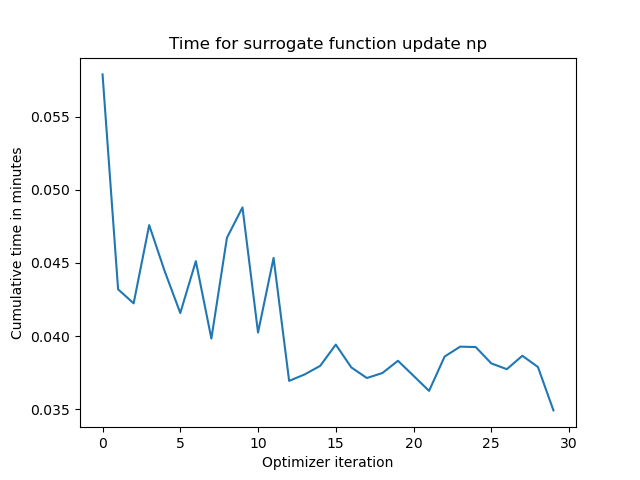 Time for surrogate function update np
Cumulative time in minutes
0.055
0.050
0.045
0.040
0.035
0 5 10 15 20 25 30
Optimizer iteration